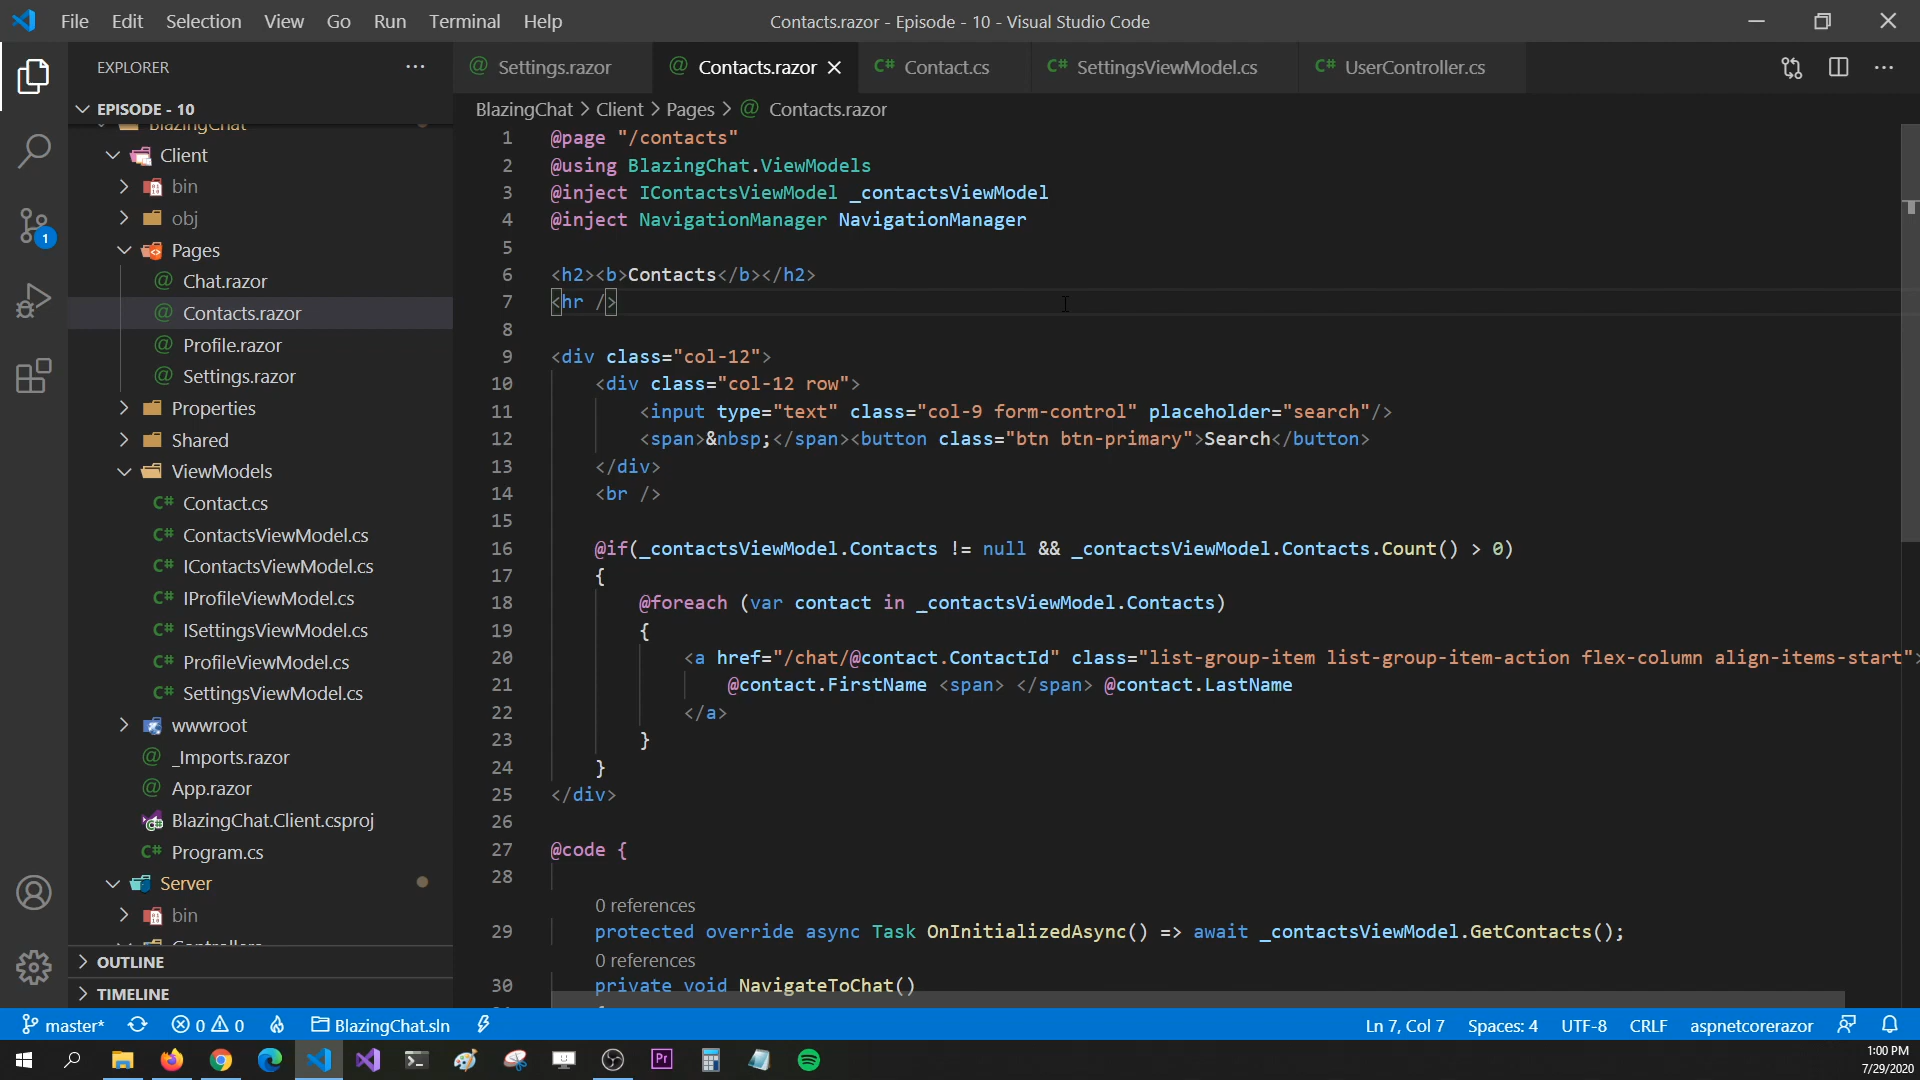 File Edit Selection View Go Run Terminal Help
Contacts.razor - Episode - 10 - Visual Studio Code
EXPLORER
Settings.razor
Contacts.razor
C# Contact.cs
C# SettingsViewModel.cs
C# UserController.cs
EPISODE - 10
BlazingChat > Client > Pages > Contacts.razor
BlazingChat
Client
bin
obj
Pages
Chat.razor
Contacts.razor
Profile.razor
Settings.razor
Properties
Shared
ViewModels
C# Contact.cs
C# ContactsViewModel.cs
C# IContactsViewModel.cs
C# IProfileViewModel.cs
C# ISettingsViewModel.cs
C# ProfileViewModel.cs
C# SettingsViewModel.cs
wwwroot
_Imports.razor
App.razor
BlazingChat.Client.csproj
C# Program.cs
Server
bin
OUTLINE
TIMELINE
1
1 @page "/contacts"
2 @using BlazingChat.ViewModels
3 @inject IContactsViewModel _contactsViewModel
4 @inject NavigationManager NavigationManager
5
6 <h2><b>Contacts</b></h2>
7 <hr />
8
9 <div class="col-12">
10 <div class="col-12 row">
11 <input type="text" class="col-9 form-control" placeholder="search"/>
12 <span>&nbsp;</span><button class="btn btn-primary">Search</button>
13 </div>
14 <br />
15
16 @if(_contactsViewModel.Contacts != null && _contactsViewModel.Contacts.Count() > 0)
17 {
18 @foreach (var contact in _contactsViewModel.Contacts)
19 {
20 <a href="/chat/@contact.ContactId" class="list-group-item list-group-item-action flex-column align-items-start">
21 @contact.FirstName <span> </span> @contact.LastName
22 </a>
23 }
24 }
25 </div>
26
27 @code {
28
0 references
29 protected override async Task OnInitializedAsync() => await _contactsViewModel.GetContacts();
0 references
30 private void NavigateToChat()
master* 0 0 BlazingChat.sln
Ln 7, Col 7 Spaces: 4 UTF-8 CRLF aspnetcorerazor
Pr
1:00 PM
7/29/2020